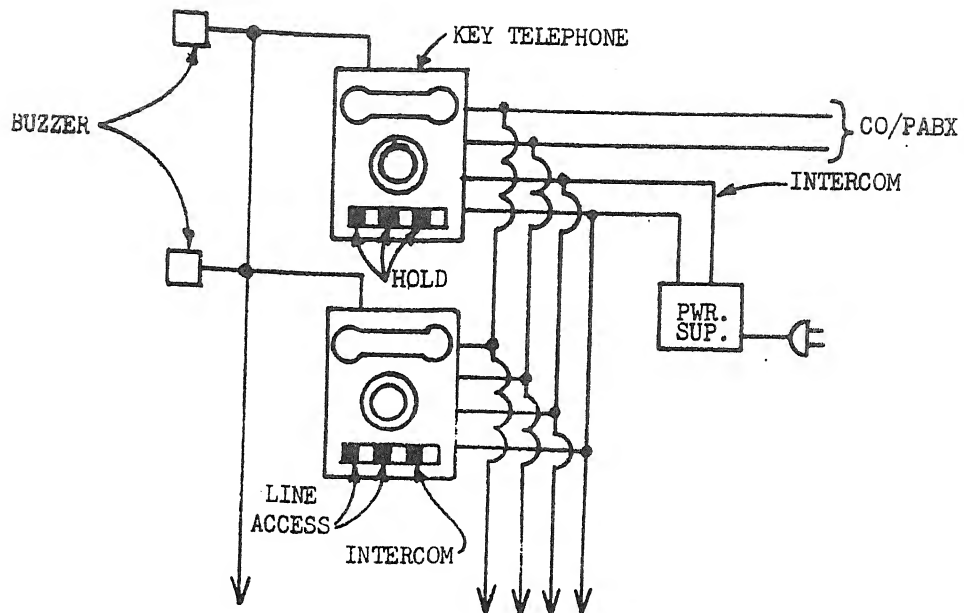 KEY TELEPHONE
BUZZER
CO/PABX
INTERCOM
HOLD
PWR.
SUP.
LINE
ACCESS
INTERCOM